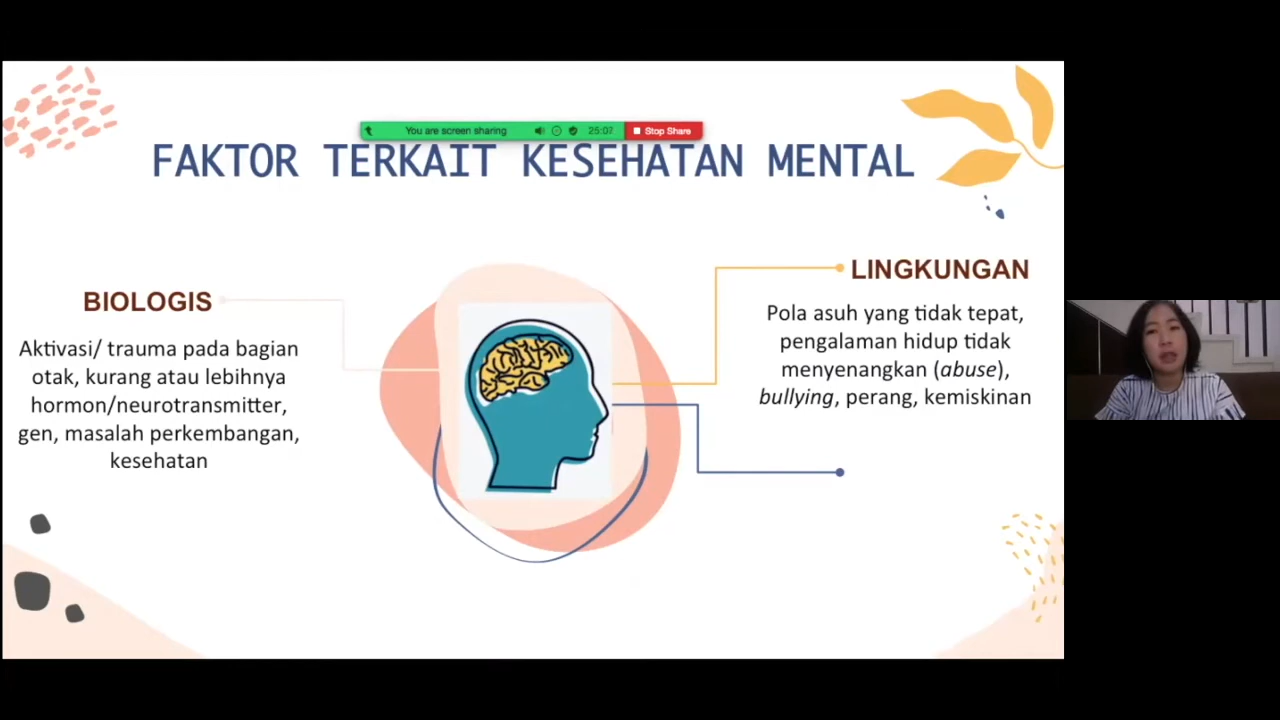 You are screen sharing 25:07 Stop Share
FAKTOR TERKAIT KESEHATAN MENTAL
BIOLOGIS
Aktivasi/ trauma pada bagian
otak, kurang atau lebihnya
hormon/neurotransmitter,
gen, masalah perkembangan,
kesehatan
LINGKUNGAN
Pola asuh yang tidak tepat,
pengalaman hidup tidak
menyenangkan (abuse),
bullying, perang, kemiskinan